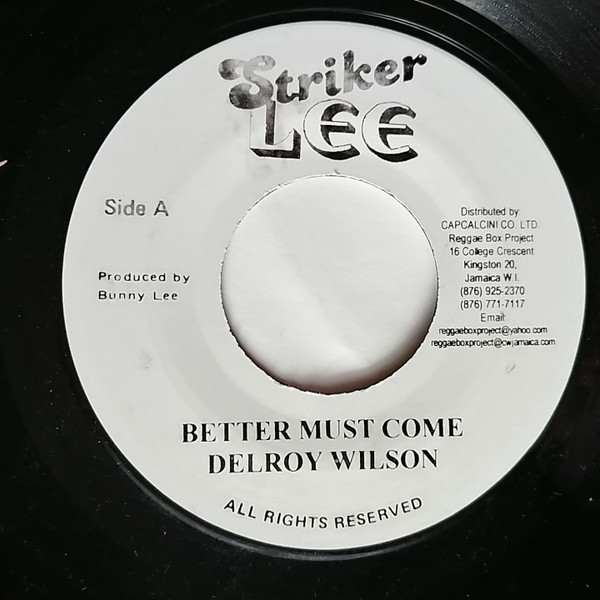 Striker
LEE
Side A
Produced by
Bunny Lee
Distributed by:
CAPCALCINI CO. LTD
Reggae Box Project
16 College Crescent
Kingston 20,
Jamaica W.I.
(876) 925-2370
(876) 771-7117
Email:
reggaeboxproject@yahoo.com
reggaeboxproject@cwjamaica.com
BETTER MUST COME
DELROY WILSON
ALL RIGHTS RESERVED